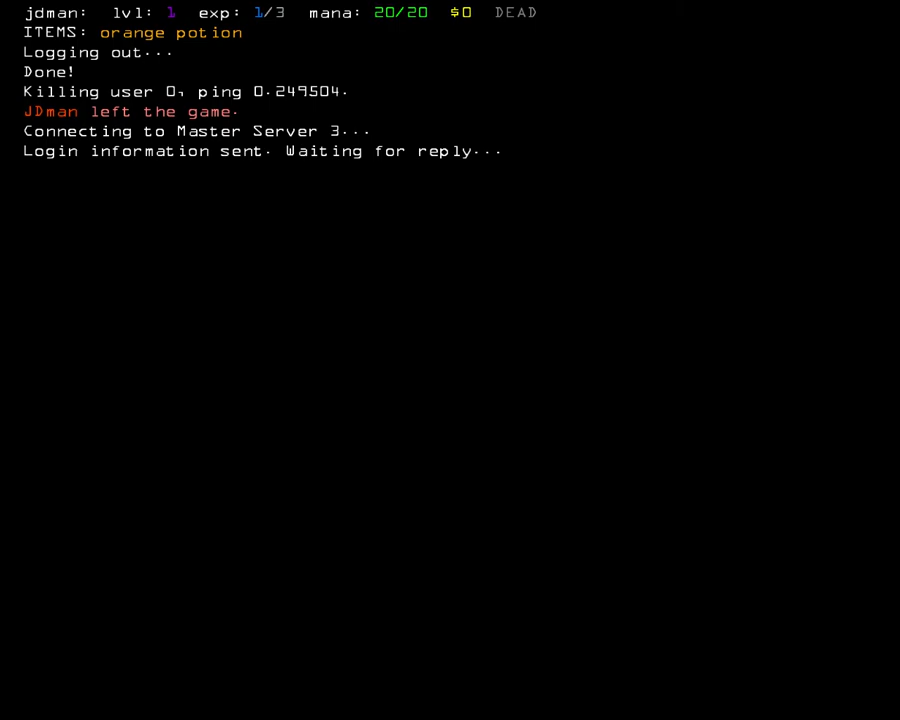 jdman: lvl: 1 exp: 1/3 mana: 20/20 $0 DEAD
ITEMS: orange potion
Logging out...
Done!
Killing user 0, ping 0.249504.
JDman left the game.
Connecting to Master Server 3...
Login information sent. Waiting for reply...